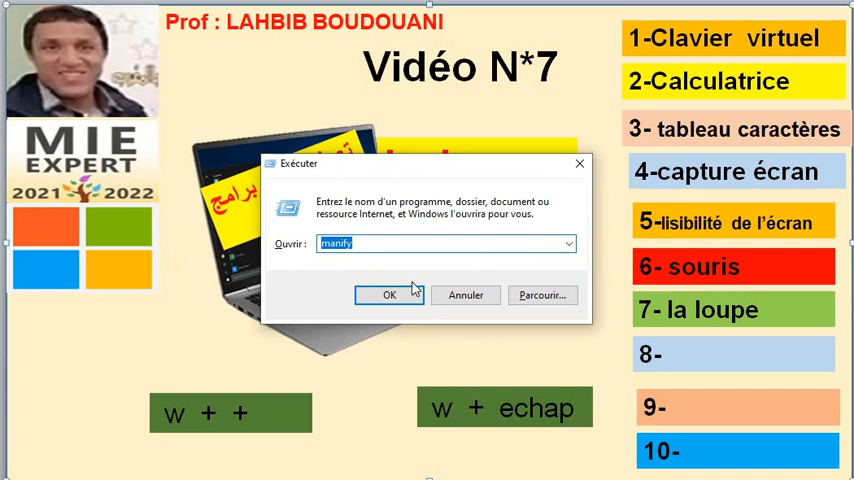 Prof : LAHBIB BOUDOUANI
Vidéo N*7
MIE
EXPERT
2021 2022
برامج
Exécuter
Entrez le nom d'un programme, dossier, document ou
ressource Internet, et Windows l'ouvrira pour vous.
Ouvrir :
manify
OK
Annuler
Parcourir...
w + +
w + echap
1-Clavier virtuel
2-Calculatrice
3- tableau caractères
4-capture écran
5-lisibilité de l'écran
6- souris
7- la loupe
8-
9-
10-